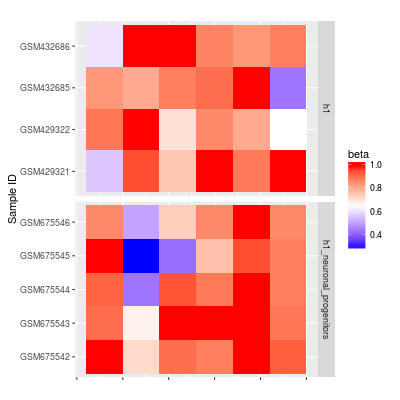 Sample ID
GSM432686
GSM432685
GSM429322
GSM429321
h1
GSM675546
GSM675545
GSM675544
GSM675543
GSM675542
h1_neuronal_progenitors
beta
1.0
0.8
0.6
0.4